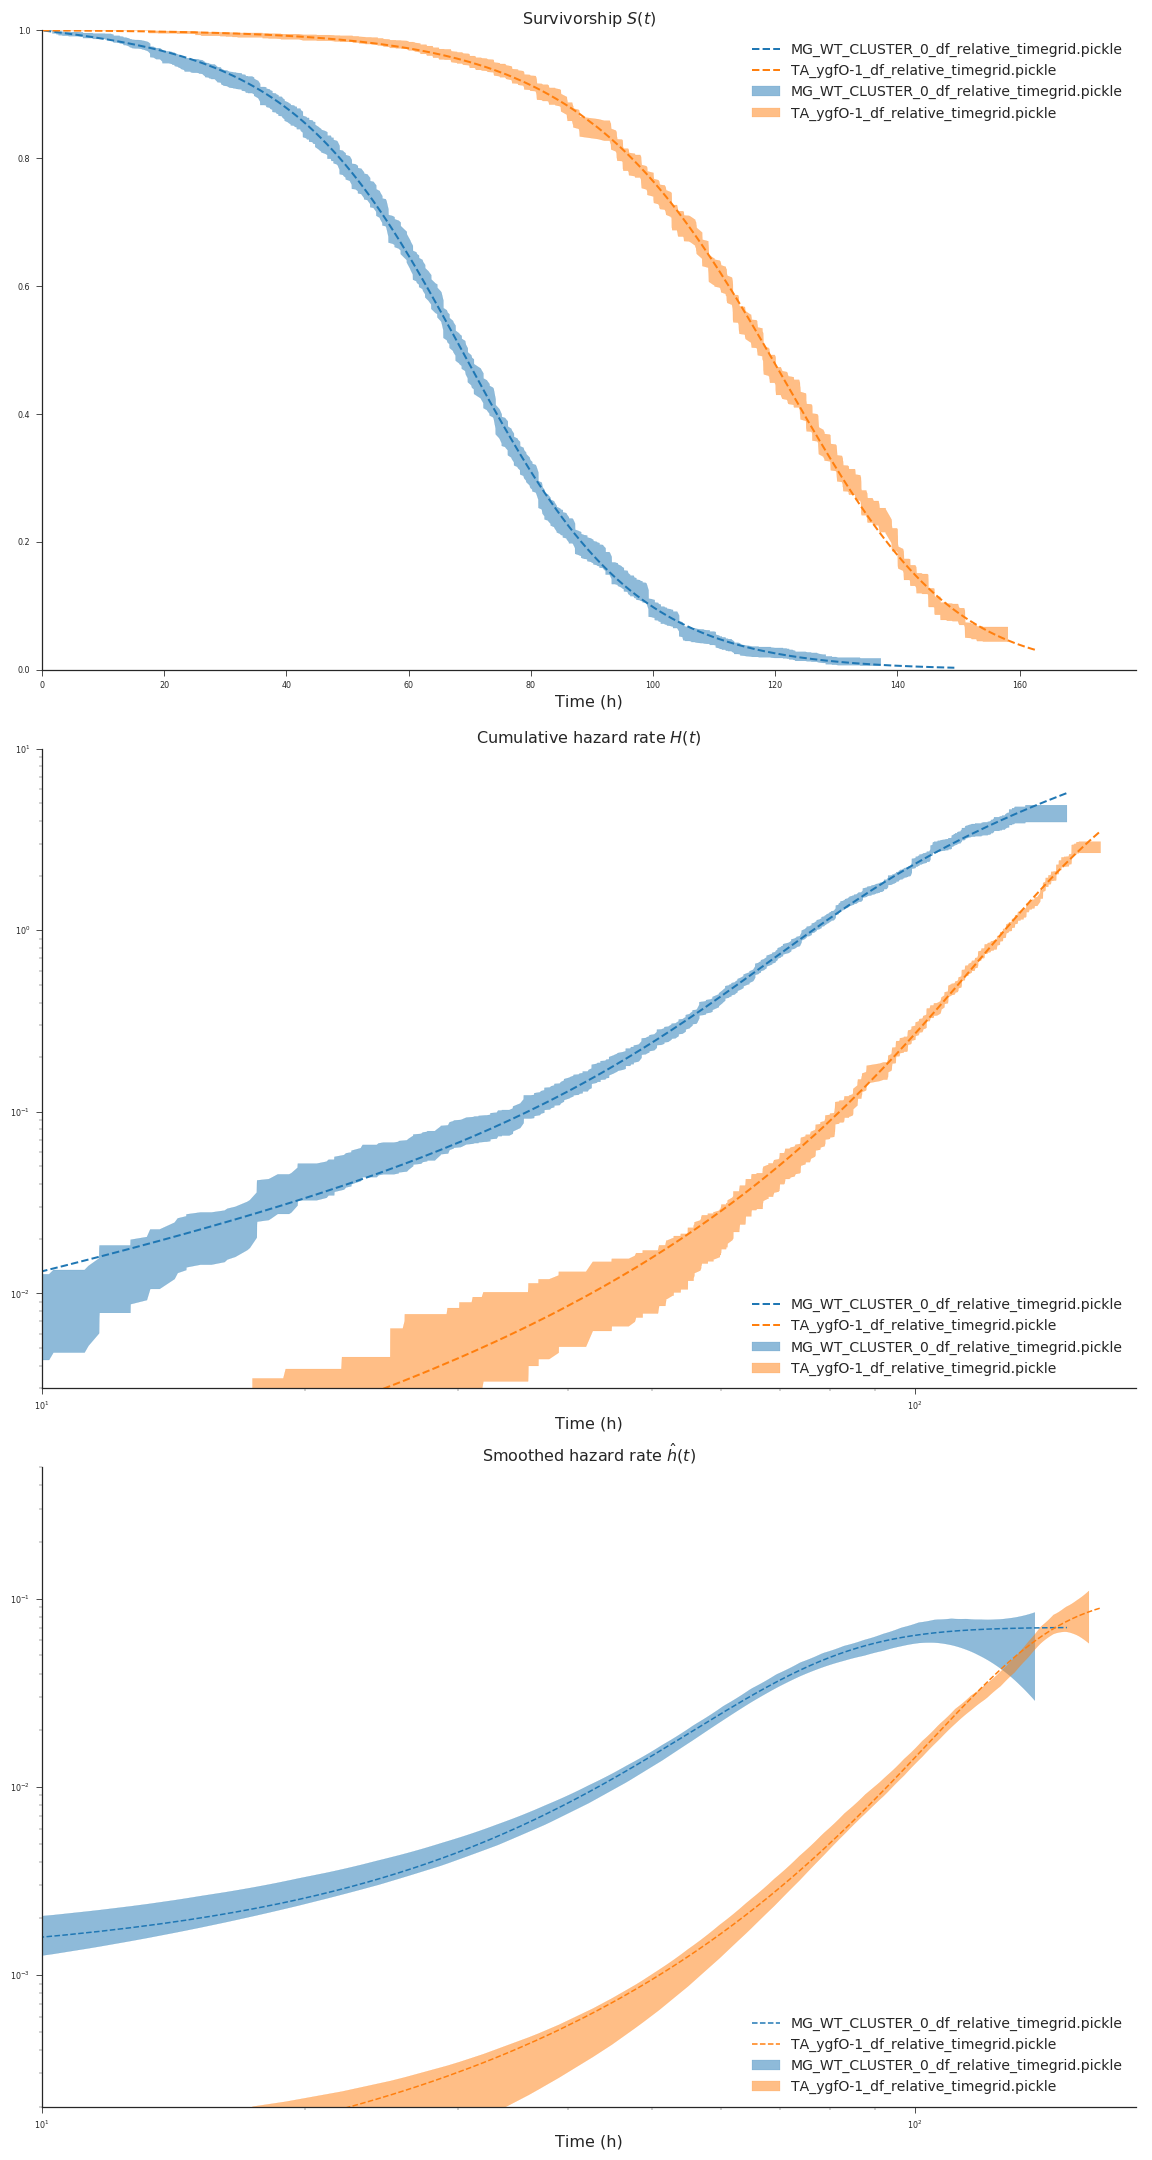 Survivorship S(t)
1.0
0.8
0.6
0.4
0.2
0.0
MG_WT_CLUSTER_0_df_relative_timegrid.pickle
TA_ygfO-1_df_relative_timegrid.pickle
MG_WT_CLUSTER_0_df_relative_timegrid.pickle
TA_ygfO-1_df_relative_timegrid.pickle
0 20 40 60 80 100 120 140 160
Time (h)
Cumulative hazard rate H(t)
10¹
10⁰
10⁻¹
10⁻²
MG_WT_CLUSTER_0_df_relative_timegrid.pickle
TA_ygfO-1_df_relative_timegrid.pickle
MG_WT_CLUSTER_0_df_relative_timegrid.pickle
TA_ygfO-1_df_relative_timegrid.pickle
10¹ 10²
Time (h)
Smoothed hazard rate ĥ(t)
10⁻¹
10⁻²
10⁻³
MG_WT_CLUSTER_0_df_relative_timegrid.pickle
TA_ygfO-1_df_relative_timegrid.pickle
MG_WT_CLUSTER_0_df_relative_timegrid.pickle
TA_ygfO-1_df_relative_timegrid.pickle
10¹ 10²
Time (h)